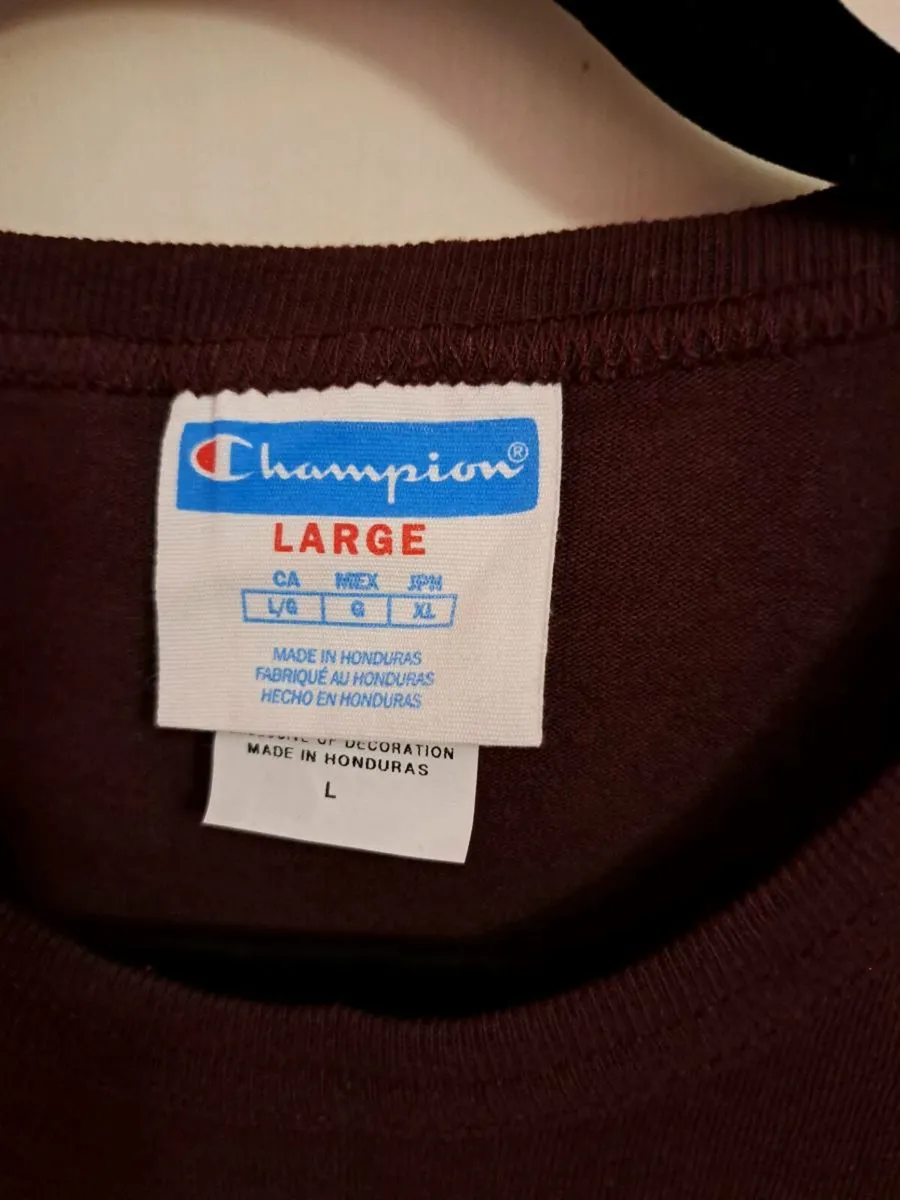 Champion®
LARGE
CA MEX JPN
L/G G XL
MADE IN HONDURAS
FABRIQUÉ AU HONDURAS
HECHO EN HONDURAS
OF DECORATION
MADE IN HONDURAS
L